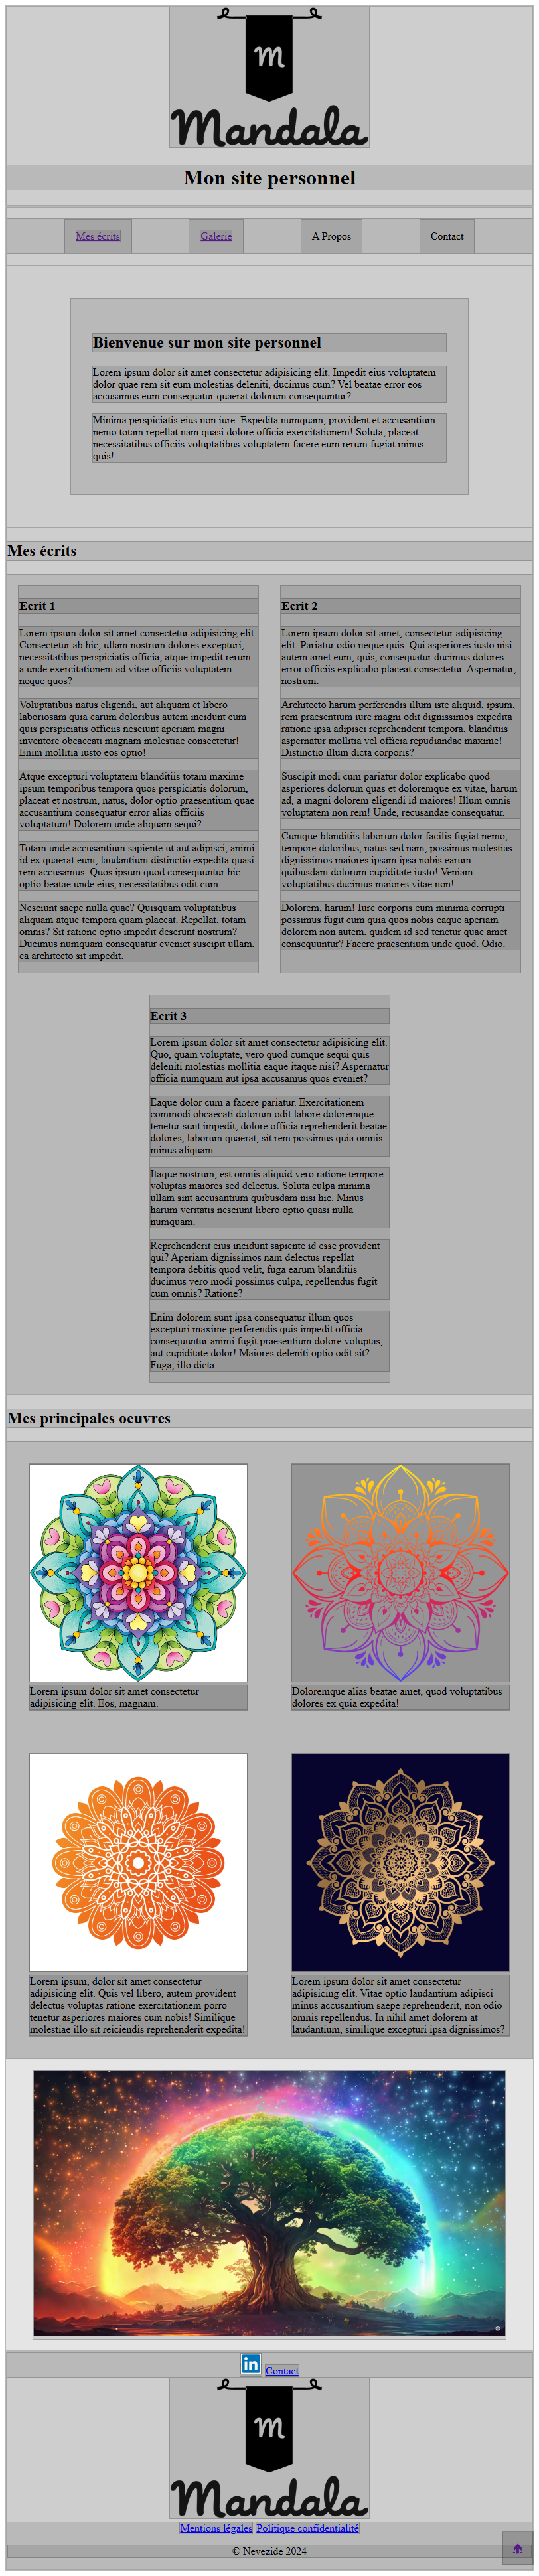 M
Mandala
Mon site personnel
Mes écrits
Galerie
A Propos
Contact
Bienvenue sur mon site personnel
Lorem ipsum dolor sit amet consectetur adipisicing elit. Impedit eius voluptatem
dolor quae rem sit eum molestias deleniti, ducimus cum? Vel beatae error eos
accusamus eum consequatur quaerat dolorum consequuntur?
Minima perspiciatis eius non iure. Expedita numquam, provident et accusantium
nemo totam repellat nam quasi dolore officia exercitationem! Soluta, placeat
necessitatibus officiis voluptatibus voluptatem facere eum rerum fugiat minus
quis!
Mes écrits
Ecrit 1
Lorem ipsum dolor sit amet consectetur adipisicing elit.
Consectetur ab hic, ullam nostrum dolores excepturi,
necessitatibus perspiciatis officia, atque impedit rerum
a unde exercitationem ad vitae officiis voluptatem
neque quos?
Voluptatibus natus eligendi, aut aliquam et libero
laboriosam quia earum doloribus autem incidunt cum
quis perspiciatis officiis nesciunt aperiam magni
inventore obcaecati magnam molestiae consectetur!
Enim mollitia iusto eos optio!
Atque excepturi voluptatem blanditiis totam maxime
ipsum temporibus tempora quos perspiciatis dolorum,
placeat et nostrum, natus, dolor optio praesentium quae
accusantium consequatur error alias officiis
voluptatum! Dolorem unde aliquam sequi?
Totam unde accusantium sapiente ut aut adipisci, animi
id ex quaerat eum, laudantium distinctio expedita quasi
rem accusamus. Quos ipsum quod consequuntur hic
optio beatae unde eius, necessitatibus odit cum.
Nesciunt saepe nulla quae? Quisquam voluptatibus
aliquam atque tempora quam placeat. Repellat, totam
omnis? Sit ratione optio impedit deserunt nostrum?
Ducimus numquam consequatur eveniet suscipit ullam,
ea architecto sit impedit.
Ecrit 2
Lorem ipsum dolor sit amet, consectetur adipisicing
elit. Pariatur odio neque quis. Qui asperiores iusto nisi
autem amet eum, quis, consequatur ducimus dolores
error officiis explicabo placeat consectetur. Aspernatur,
nostrum.
Architecto harum perferendis illum iste aliquid, ipsum,
rem praesentium iure magni odit dignissimos expedita
ratione ipsa adipisci reprehenderit tempora, blanditiis
aspernatur mollitia vel officia repudiandae maxime!
Distinctio illum dicta corporis?
Suscipit modi cum pariatur dolor explicabo quod
asperiores dolorum quas et doloremque ex vitae, harum
ad, a magni dolorem eligendi id maiores! Illum omnis
voluptatem non rem! Unde, recusandae consequatur.
Cumque blanditiis laborum dolor facilis fugiat nemo,
tempore doloribus, natus sed nam, possimus molestias
dignissimos maiores ipsam ipsa nobis earum
quibusdam dolorum cupiditate iusto! Veniam
voluptatibus ducimus maiores vitae non!
Dolorem, harum! Iure corporis eum minima corrupti
possimus fugit cum quia quos nobis eaque aperiam
dolorem non autem, quidem id sed tenetur quae amet
consequuntur? Facere praesentium unde quod. Odio.
Ecrit 3
Lorem ipsum dolor sit amet consectetur adipisicing elit.
Quo, quam voluptate, vero quod cumque sequi quis
deleniti molestias mollitia eaque itaque nisi? Aspernatur
officia numquam aut ipsa accusamus quos eveniet?
Eaque dolor cum a facere pariatur. Exercitationem
commodi obcaecati dolorum odit labore doloremque
tenetur sunt impedit, dolore officia reprehenderit beatae
dolores, laborum quaerat, sit rem possimus quia omnis
minus aliquam.
Itaque nostrum, est omnis aliquid vero ratione tempore
voluptas maiores sed delectus. Soluta culpa minima
ullam sint accusantium quibusdam nisi hic. Minus
harum veritatis nesciunt libero optio quasi nulla
numquam.
Reprehenderit eius incidunt sapiente id esse provident
qui? Aperiam dignissimos nam delectus repellat
tempora debitis quod velit, fuga earum blanditiis
ducimus vero modi possimus culpa, repellendus fugit
cum omnis? Ratione?
Enim dolorem sunt ipsa consequatur illum quos
excepturi maxime perferendis quis impedit officia
consequuntur animi fugit praesentium dolore voluptas,
aut cupiditate dolor! Maiores deleniti optio odit sit?
Fuga, illo dicta.
Mes principales oeuvres
Lorem ipsum dolor sit amet consectetur
adipisicing elit. Eos, magnam.
Doloremque alias beatae amet, quod voluptatibus
dolores ex quia expedita!
Lorem ipsum, dolor sit amet consectetur
adipisicing elit. Quis vel libero, autem provident
delectus voluptas ratione exercitationem porro
tenetur asperiores maiores cum nobis! Similique
molestiae illo sit reiciendis reprehenderit expedita!
Lorem ipsum dolor sit amet consectetur
adipisicing elit. Vitae optio laudantium adipisci
minus accusantium saepe reprehenderit, non odio
omnis repellendus. In nihil amet dolorem at
laudantium, similique excepturi ipsa dignissimos?
in
Contact
M
Mandala
Mentions légales Politique confidentialité
© Nevezide 2024